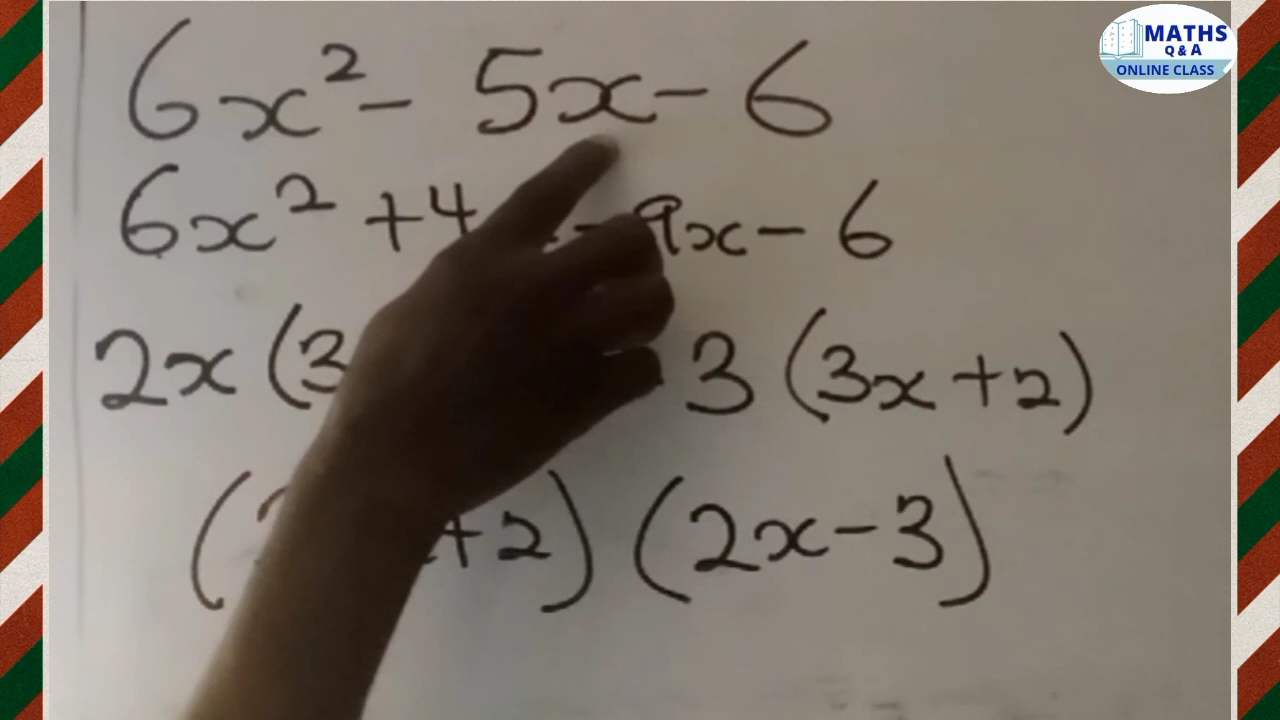 MATHS
Q & A
ONLINE CLASS
6x² - 5x - 6
6x² + 4 - 9x - 6
2x (3 3 (3x + 2)
( + 2) (2x - 3)